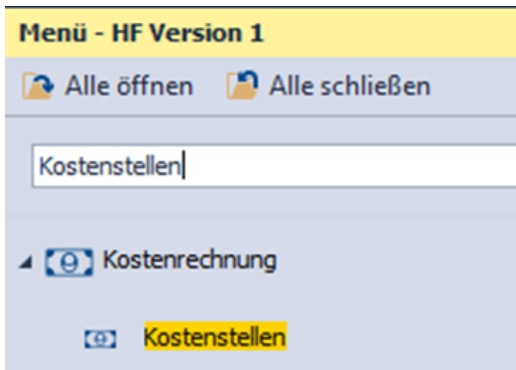 Menü - HF Version 1
Alle öffnen Alle schließen
Kostenstellen
Kostenrechnung
Kostenstellen